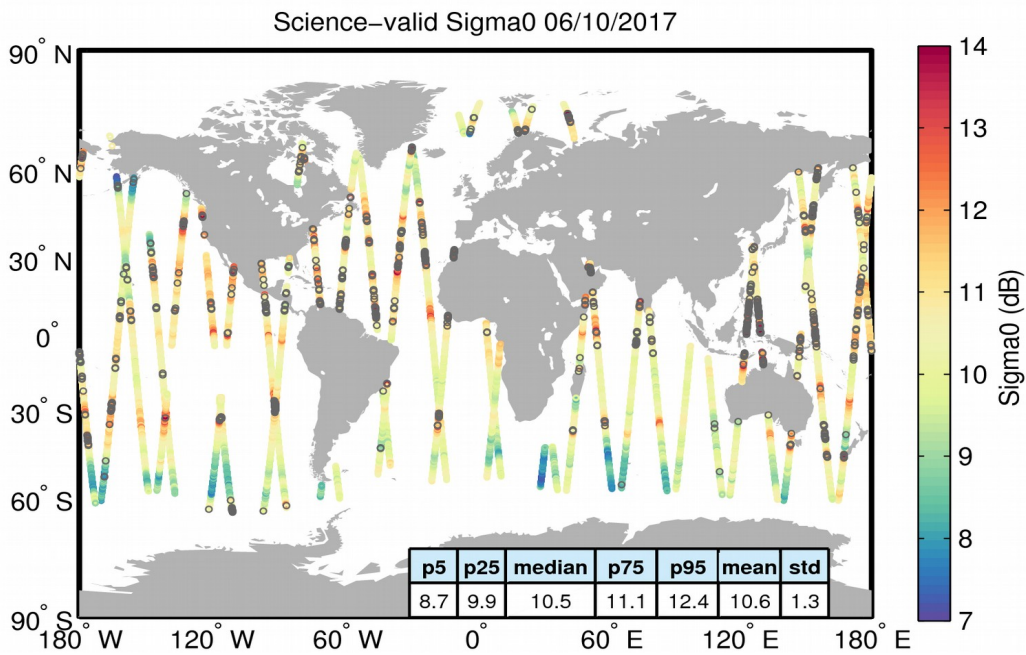 Science−valid Sigma0 06/10/2017
90° N
60° N
30° N
0°
30° S
60° S
90° S
180° W
120° W
60° W
0°
60° E
120° E
180° E
14
13
12
11
10
9
8
7
Sigma0 (dB)
p5 p25 median p75 p95 mean std
8.7 9.9 10.5 11.1 12.4 10.6 1.3